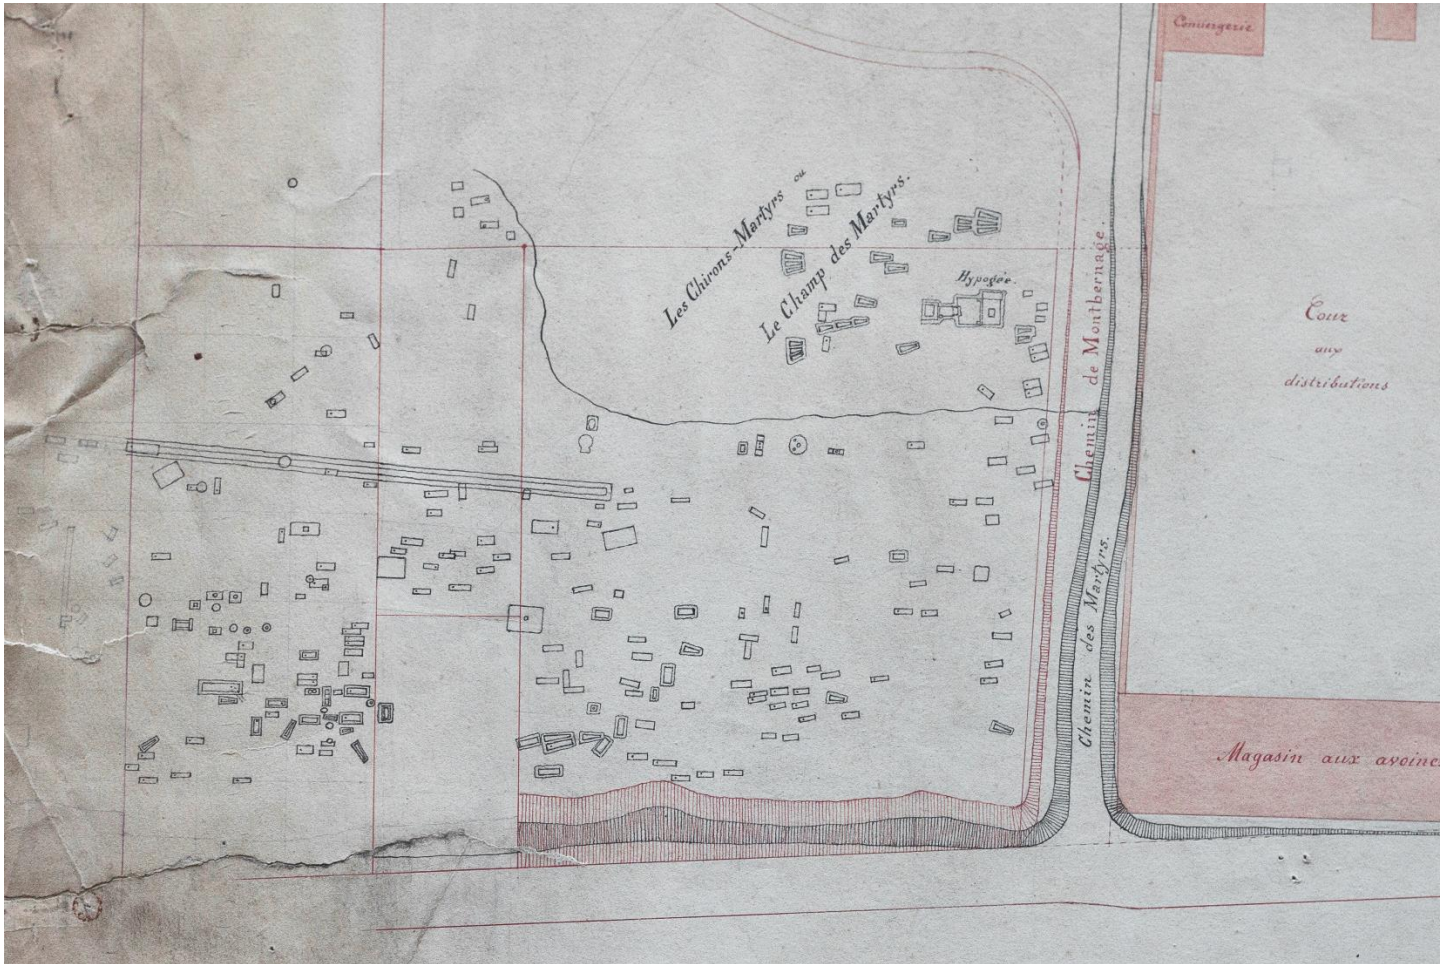 Conciergerie
Les Chirons-Martyrs ou
Le Champ des Martyrs.
Hypogée.
Chemin de Montbernage.
Cour
aux
distributions
Chemin des Martyrs.
Magasin aux avoines